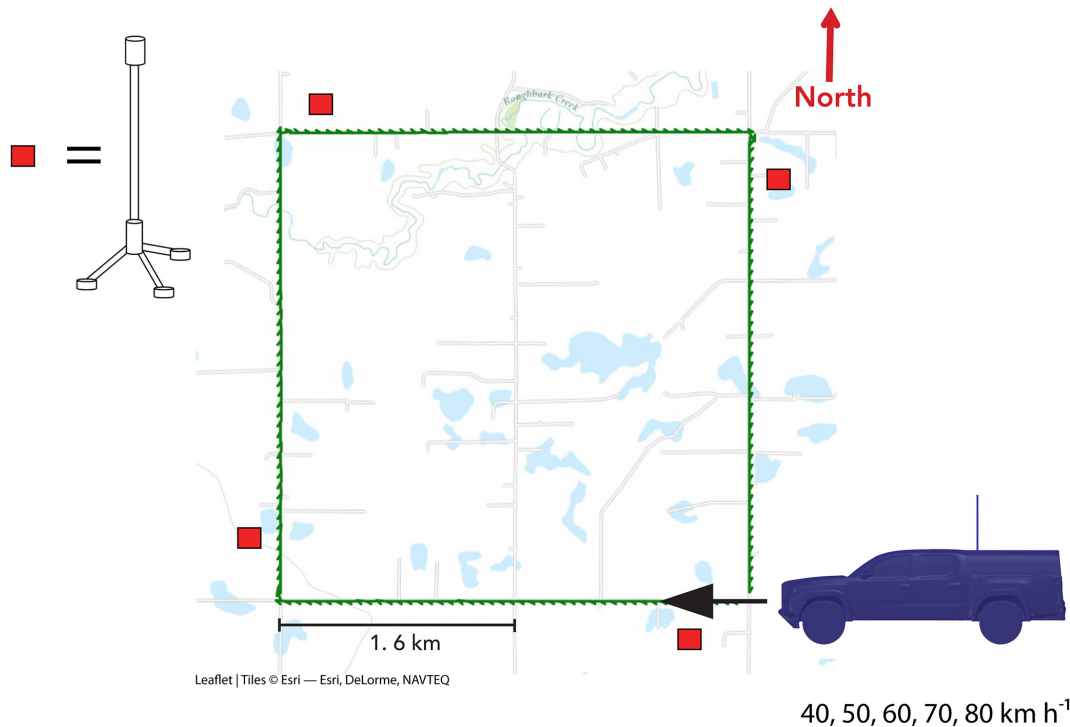 North
Roughbark Creek
1. 6 km
Leaflet | Tiles © Esri — Esri, DeLorme, NAVTEQ
40, 50, 60, 70, 80 km h⁻¹